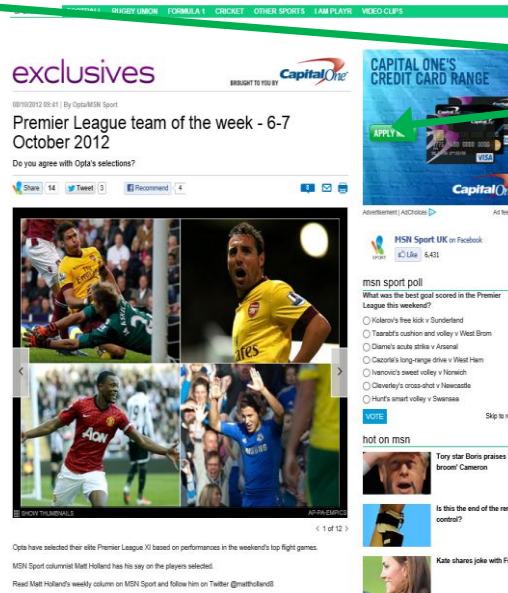 FOOTBALL RUGBY UNION FORMULA 1 CRICKET OTHER SPORTS I AM PLAYR VIDEO CLIPS
exclusives
BROUGHT TO YOU BY Capital One
08/10/2012 09:41 | By Opta/MSN Sport
Premier League team of the week - 6-7
October 2012
Do you agree with Opta's selections?
Share 14 Tweet 3 Recommend 4
AON
SHOW THUMBNAILS
AP-PA-EMPICS
< 1 of 12 >
Opta have selected their elite Premier League XI based on performances in the weekend's top flight games.
MSN Sport columnist Matt Holland has his say on the players selected.
Read Matt Holland's weekly column on MSN Sport and follow him on Twitter @mattholland8
CAPITAL ONE'S
CREDIT CARD RANGE
APPLY
VISA
Capital
Advertisement | AdChoices
Ad fee
MSN Sport UK on Facebook
SPORT
Like 6,431
msn sport poll
What was the best goal scored in the Premier
League this weekend?
Kolarov's free kick v Sunderland
Taarabt's cushion and volley v West Brom
Diame's acute strike v Arsenal
Cazorla's long-range drive v West Ham
Ivanovic's sweet volley v Norwich
Cleverley's cross-shot v Newcastle
Hunt's smart volley v Swansea
VOTE
Skip to re
hot on msn
Tory star Boris praises
broom' Cameron
Is this the end of the rem
control?
Kate shares joke with F